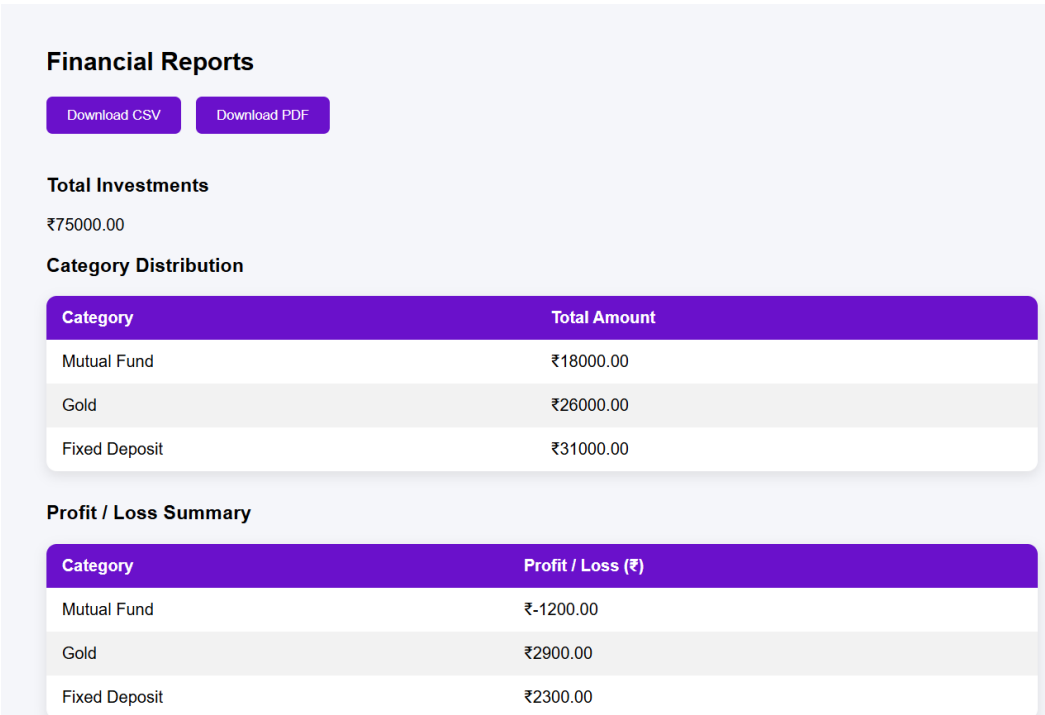 Financial Reports
Download CSV Download PDF
Total Investments
₹75000.00
Category Distribution
Category Total Amount
Mutual Fund ₹18000.00
Gold ₹26000.00
Fixed Deposit ₹31000.00
Profit / Loss Summary
Category Profit / Loss (₹)
Mutual Fund ₹-1200.00
Gold ₹2900.00
Fixed Deposit ₹2300.00